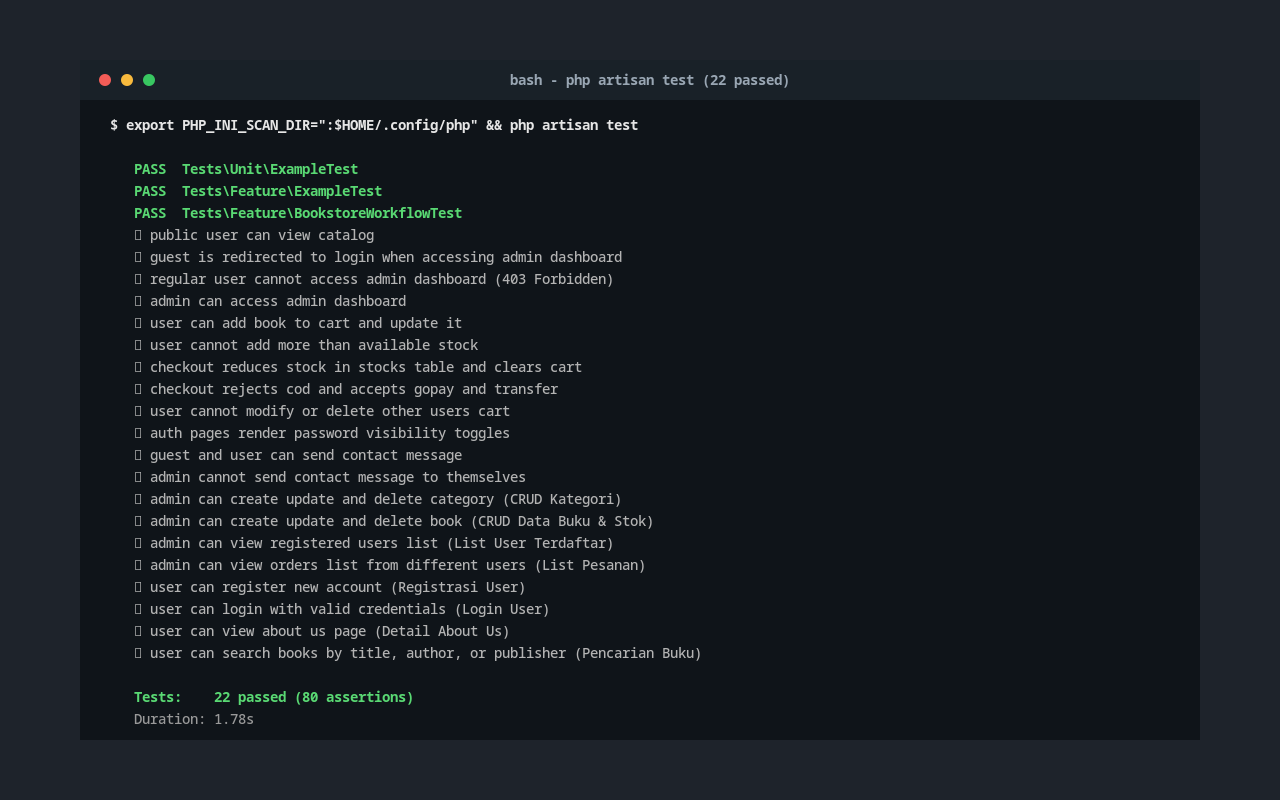 bash - php artisan test (22 passed)
$ export PHP_INI_SCAN_DIR=":$HOME/.config/php" && php artisan test
PASS  Tests\Unit\ExampleTest
PASS  Tests\Feature\ExampleTest
PASS  Tests\Feature\BookstoreWorkflowTest
▯ public user can view catalog
▯ guest is redirected to login when accessing admin dashboard
▯ regular user cannot access admin dashboard (403 Forbidden)
▯ admin can access admin dashboard
▯ user can add book to cart and update it
▯ user cannot add more than available stock
▯ checkout reduces stock in stocks table and clears cart
▯ checkout rejects cod and accepts gopay and transfer
▯ user cannot modify or delete other users cart
▯ auth pages render password visibility toggles
▯ guest and user can send contact message
▯ admin cannot send contact message to themselves
▯ admin can create update and delete category (CRUD Kategori)
▯ admin can create update and delete book (CRUD Data Buku & Stok)
▯ admin can view registered users list (List User Terdaftar)
▯ admin can view orders list from different users (List Pesanan)
▯ user can register new account (Registrasi User)
▯ user can login with valid credentials (Login User)
▯ user can view about us page (Detail About Us)
▯ user can search books by title, author, or publisher (Pencarian Buku)
Tests:    22 passed (80 assertions)
Duration: 1.78s